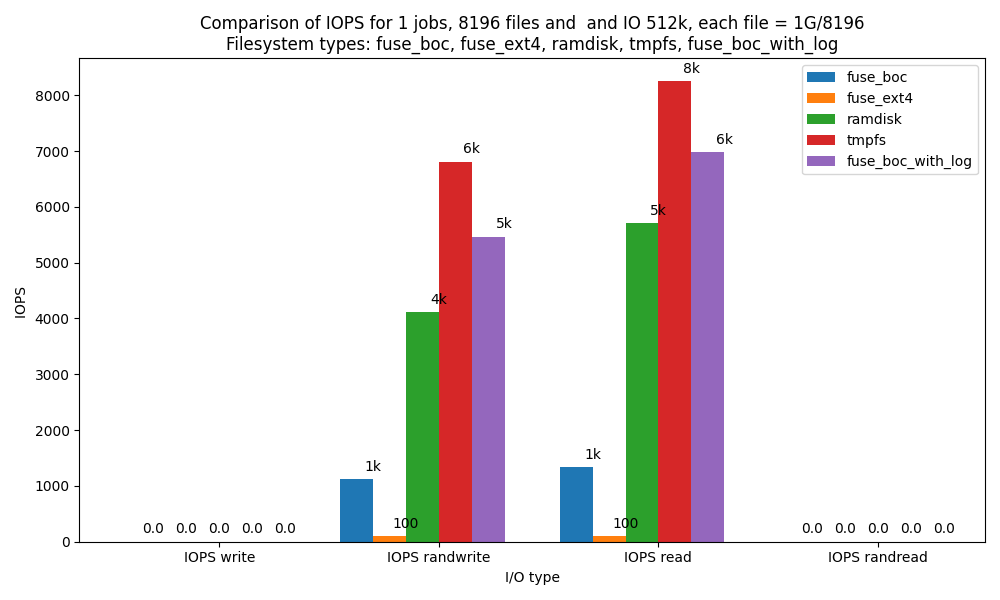 Comparison of IOPS for 1 jobs, 8196 files and  and IO 512k, each file = 1G/8196
Filesystem types: fuse_boc, fuse_ext4, ramdisk, tmpfs, fuse_boc_with_log
fuse_boc
fuse_ext4
ramdisk
tmpfs
fuse_boc_with_log
IOPS
8000
7000
6000
5000
4000
3000
2000
1000
0
0.0 0.0 0.0 0.0 0.0
1k 100 4k 6k 5k
1k 100 5k 8k 6k
0.0 0.0 0.0 0.0 0.0
IOPS write IOPS randwrite IOPS read IOPS randread
I/O type